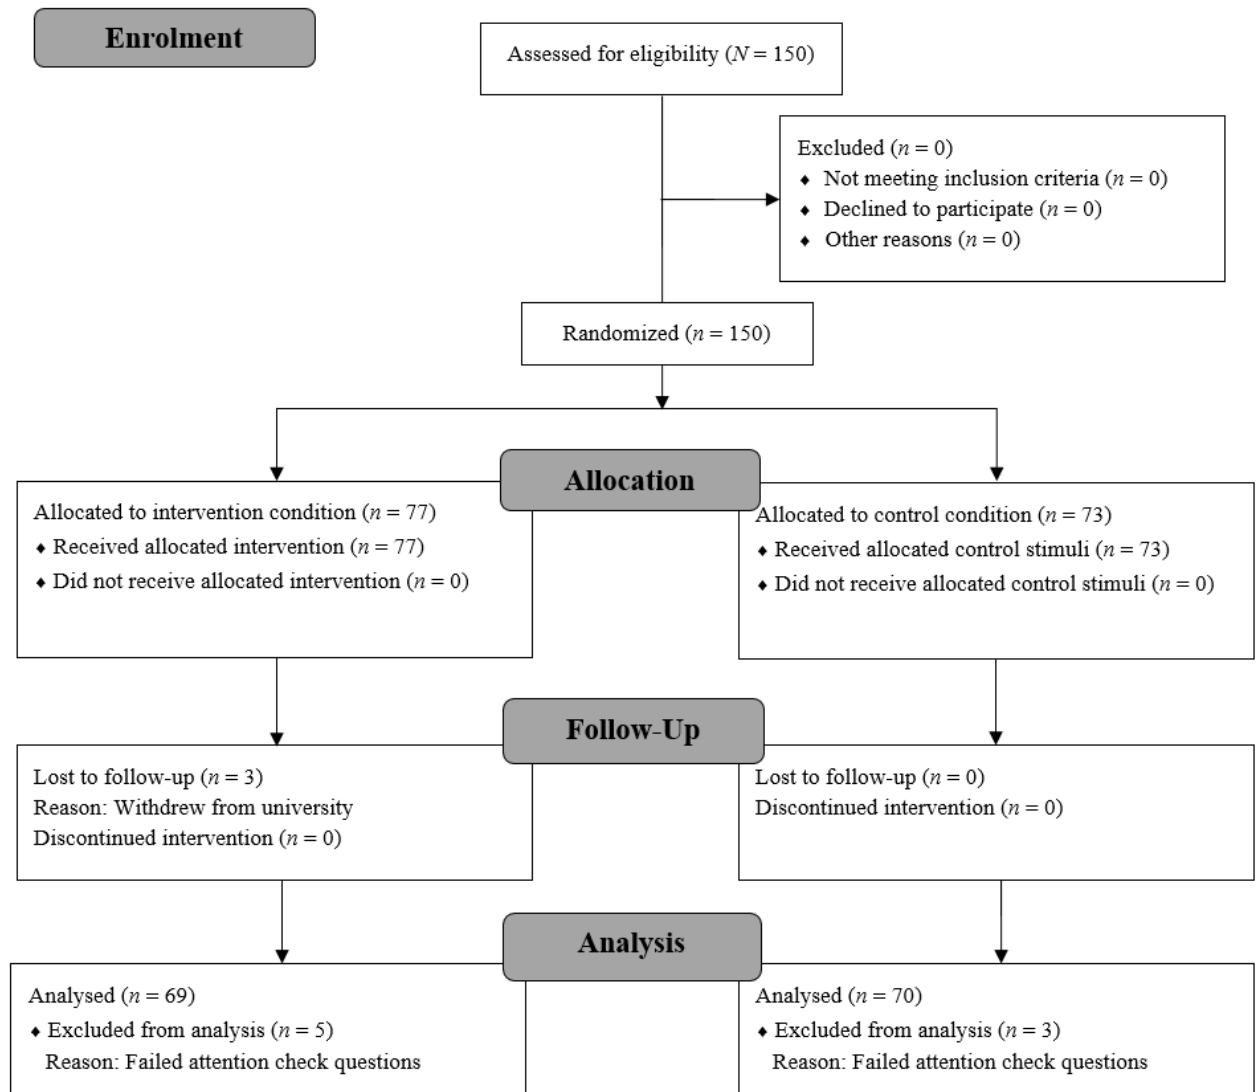 Enrolment
Assessed for eligibility (N = 150)
Excluded (n = 0)
♦ Not meeting inclusion criteria (n = 0)
♦ Declined to participate (n = 0)
♦ Other reasons (n = 0)
Randomized (n = 150)
Allocation
Allocated to intervention condition (n = 77)
♦ Received allocated intervention (n = 77)
♦ Did not receive allocated intervention (n = 0)
Allocated to control condition (n = 73)
♦ Received allocated control stimuli (n = 73)
♦ Did not receive allocated control stimuli (n = 0)
Follow-Up
Lost to follow-up (n = 3)
Reason: Withdrew from university
Discontinued intervention (n = 0)
Lost to follow-up (n = 0)
Discontinued intervention (n = 0)
Analysis
Analysed (n = 69)
♦ Excluded from analysis (n = 5)
Reason: Failed attention check questions
Analysed (n = 70)
♦ Excluded from analysis (n = 3)
Reason: Failed attention check questions